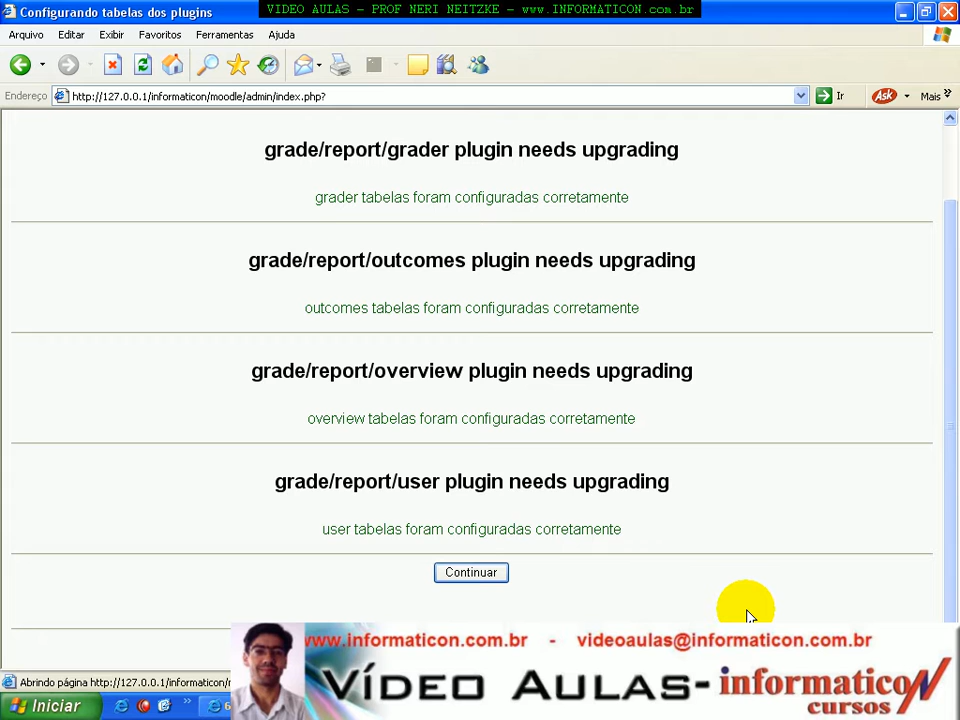 Configurando tabelas dos plugins
VIDEO AULAS - PROF NERI NEITZKE - www.INFORMATICON.com.br
Arquivo Editar Exibir Favoritos Ferramentas Ajuda
Endereço http://127.0.0.1/informaticon/moodle/admin/index.php? Ir Ask Mais
grade/report/grader plugin needs upgrading
grader tabelas foram configuradas corretamente
grade/report/outcomes plugin needs upgrading
outcomes tabelas foram configuradas corretamente
grade/report/overview plugin needs upgrading
overview tabelas foram configuradas corretamente
grade/report/user plugin needs upgrading
user tabelas foram configuradas corretamente
Continuar
www.informaticon.com.br - videoaulas@informaticon.com.br
Abrindo página http://127.0.0.1/informaticon/
VÍDEO AULAS- informaticon
cursos
Iniciar 6